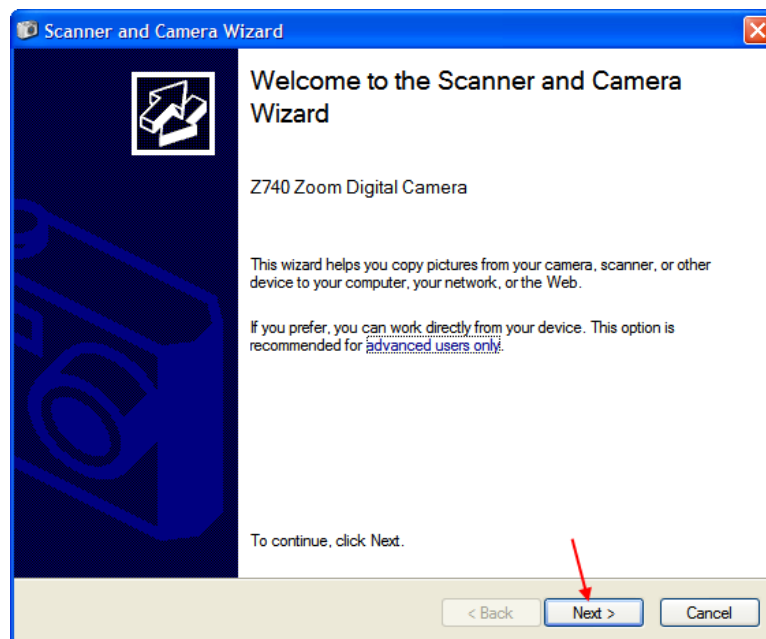 Scanner and Camera Wizard
Welcome to the Scanner and Camera
Wizard
Z740 Zoom Digital Camera
This wizard helps you copy pictures from your camera, scanner, or other
device to your computer, your network, or the Web.
If you prefer, you can work directly from your device. This option is
recommended for advanced users only.
To continue, click Next.
< Back Next > Cancel